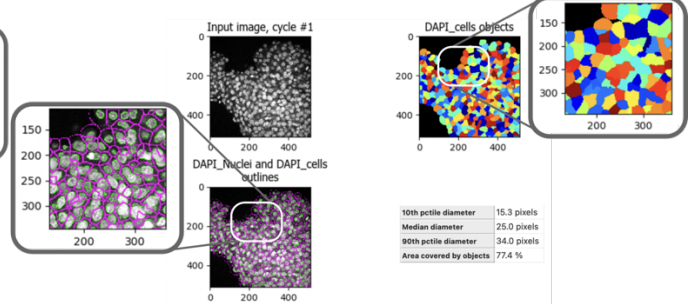 Input image, cycle #1
0
200
400
0 200 400
DAPI_cells objects
0
200
400
0 200 400
150
200
250
300
200 300
150
200
250
300
200 300
DAPI_Nuclei and DAPI_cells
outlines
0
200
400
0 200 400
10th pctile diameter 15.3 pixels
Median diameter 25.0 pixels
90th pctile diameter 34.0 pixels
Area covered by objects 77.4 %